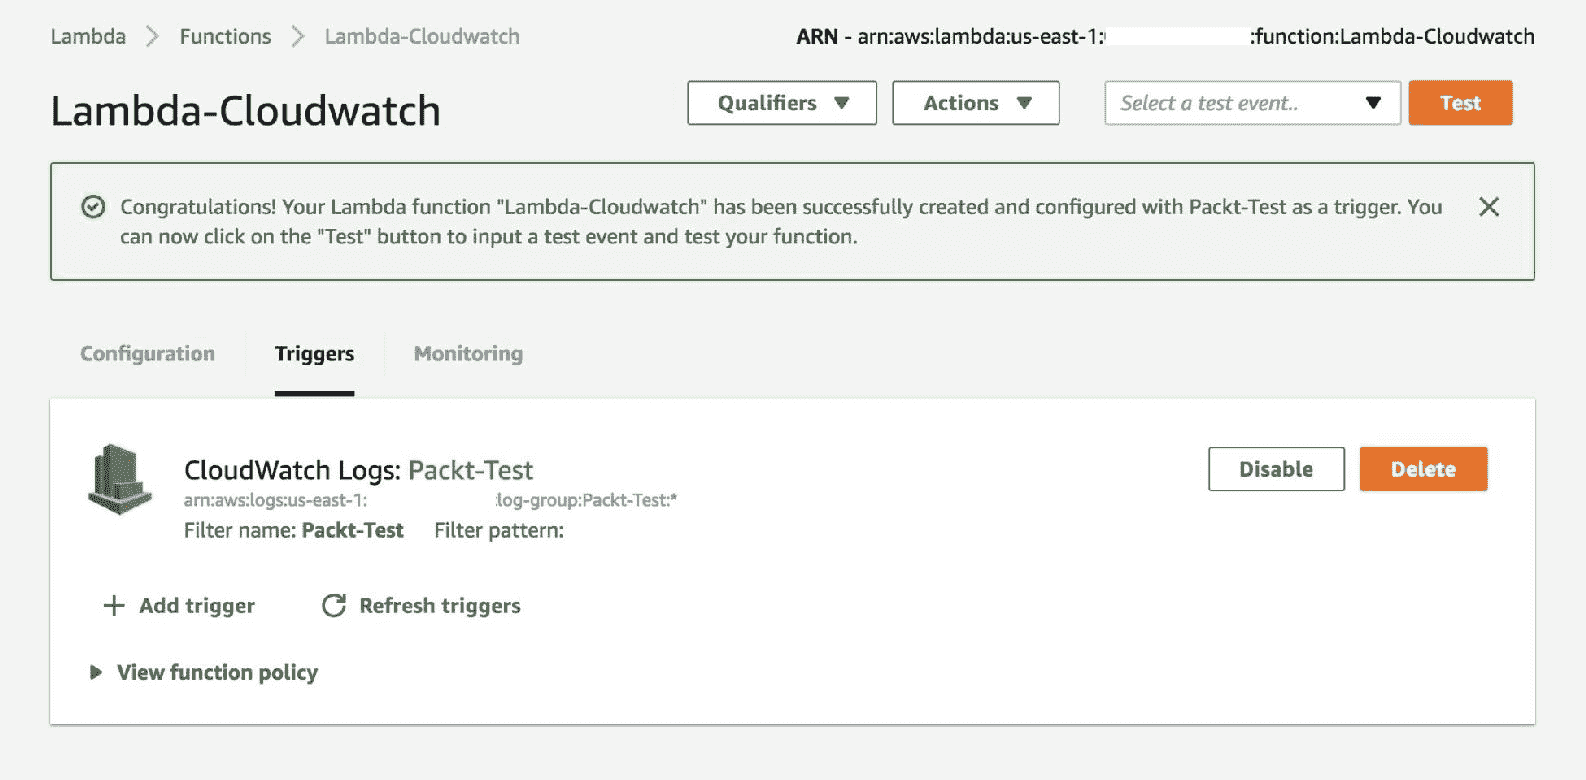 Lambda Functions Lambda-Cloudwatch
ARN - arn:aws:lambda:us-east-1: :function:Lambda-Cloudwatch
Lambda-Cloudwatch
Qualifiers Actions Select a test event.. Test
Congratulations! Your Lambda function "Lambda-Cloudwatch" has been successfully created and configured with Packt-Test as a trigger. You
can now click on the "Test" button to input a test event and test your function.
Configuration Triggers Monitoring
CloudWatch Logs: Packt-Test
arn:aws:logs:us-east-1: :log-group:Packt-Test:*
Filter name: Packt-Test Filter pattern:
Disable Delete
Add trigger Refresh triggers
View function policy